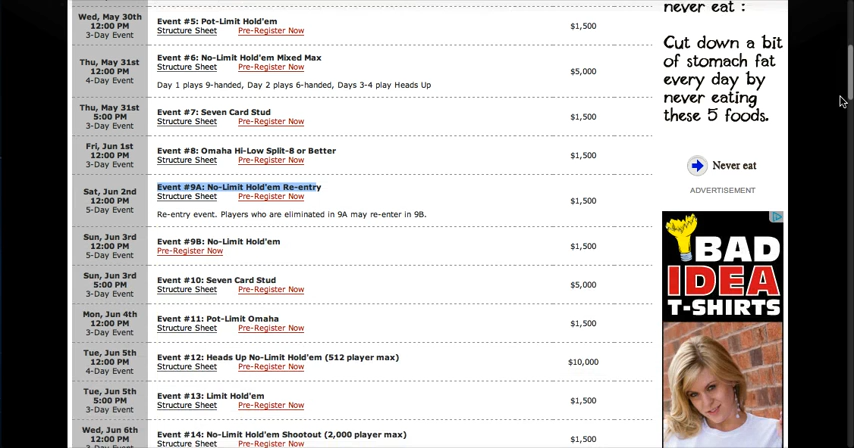 Wed, May 30th
12:00 PM
3-Day Event
Event #5: Pot-Limit Hold'em
Structure Sheet Pre-Register Now
$1,500
Thu, May 31st
12:00 PM
4-Day Event
Event #6: No-Limit Hold'em Mixed Max
Structure Sheet Pre-Register Now
Day 1 plays 9-handed, Day 2 plays 6-handed, Days 3-4 play Heads Up
$5,000
Thu, May 31st
5:00 PM
3-Day Event
Event #7: Seven Card Stud
Structure Sheet Pre-Register Now
$1,500
Fri, Jun 1st
12:00 PM
3-Day Event
Event #8: Omaha Hi-Low Split-8 or Better
Structure Sheet Pre-Register Now
$1,500
Sat, Jun 2nd
12:00 PM
5-Day Event
Event #9A: No-Limit Hold'em Re-entry
Structure Sheet Pre-Register Now
Re-entry event. Players who are eliminated in 9A may re-enter in 9B.
$1,500
Sun, Jun 3rd
12:00 PM
5-Day Event
Event #9B: No-Limit Hold'em
Pre-Register Now
$1,500
Sun, Jun 3rd
5:00 PM
3-Day Event
Event #10: Seven Card Stud
Structure Sheet Pre-Register Now
$5,000
Mon, Jun 4th
12:00 PM
3-Day Event
Event #11: Pot-Limit Omaha
Structure Sheet Pre-Register Now
$1,500
Tue, Jun 5th
12:00 PM
4-Day Event
Event #12: Heads Up No-Limit Hold'em (512 player max)
Structure Sheet Pre-Register Now
$10,000
Tue, Jun 5th
5:00 PM
3-Day Event
Event #13: Limit Hold'em
Structure Sheet Pre-Register Now
$1,500
Wed, Jun 6th
12:00 PM
Event #14: No-Limit Hold'em Shootout (2,000 player max)
Structure Sheet Pre-Register Now
$1,500
never eat :
Cut down a bit
of stomach fat
every day by
never eating
these 5 foods.
Never eat
ADVERTISEMENT
BAD
IDEA
T-SHIRTS